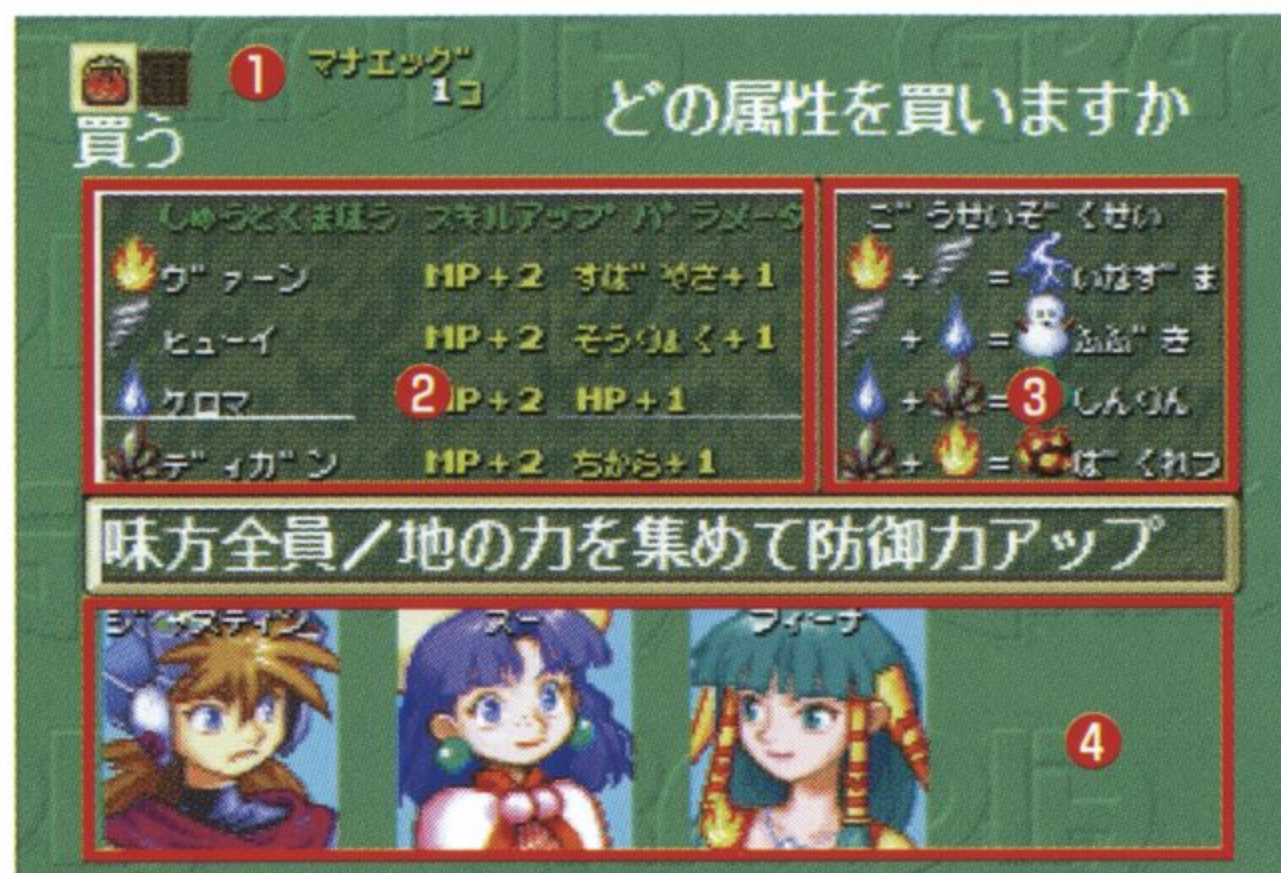 ① マナエッグ
1コ
買う
どの属性を買いますか
しゅうとくまほう スキルアップ パラメータ
ヴァーン MP+2 すばやさ+1
ヒューイ MP+2 そうりょく+1
ケロマ ② MP+2 HP+1
ディガン MP+2 ちから+1
ごうせいぞくせい
+ = いなずま
+ = ふぶき
+ = ③ しんりん
+ = ばくれつ
味方全員/地の力を集めて防御力アップ
ジャスティン スー フィーナ
④